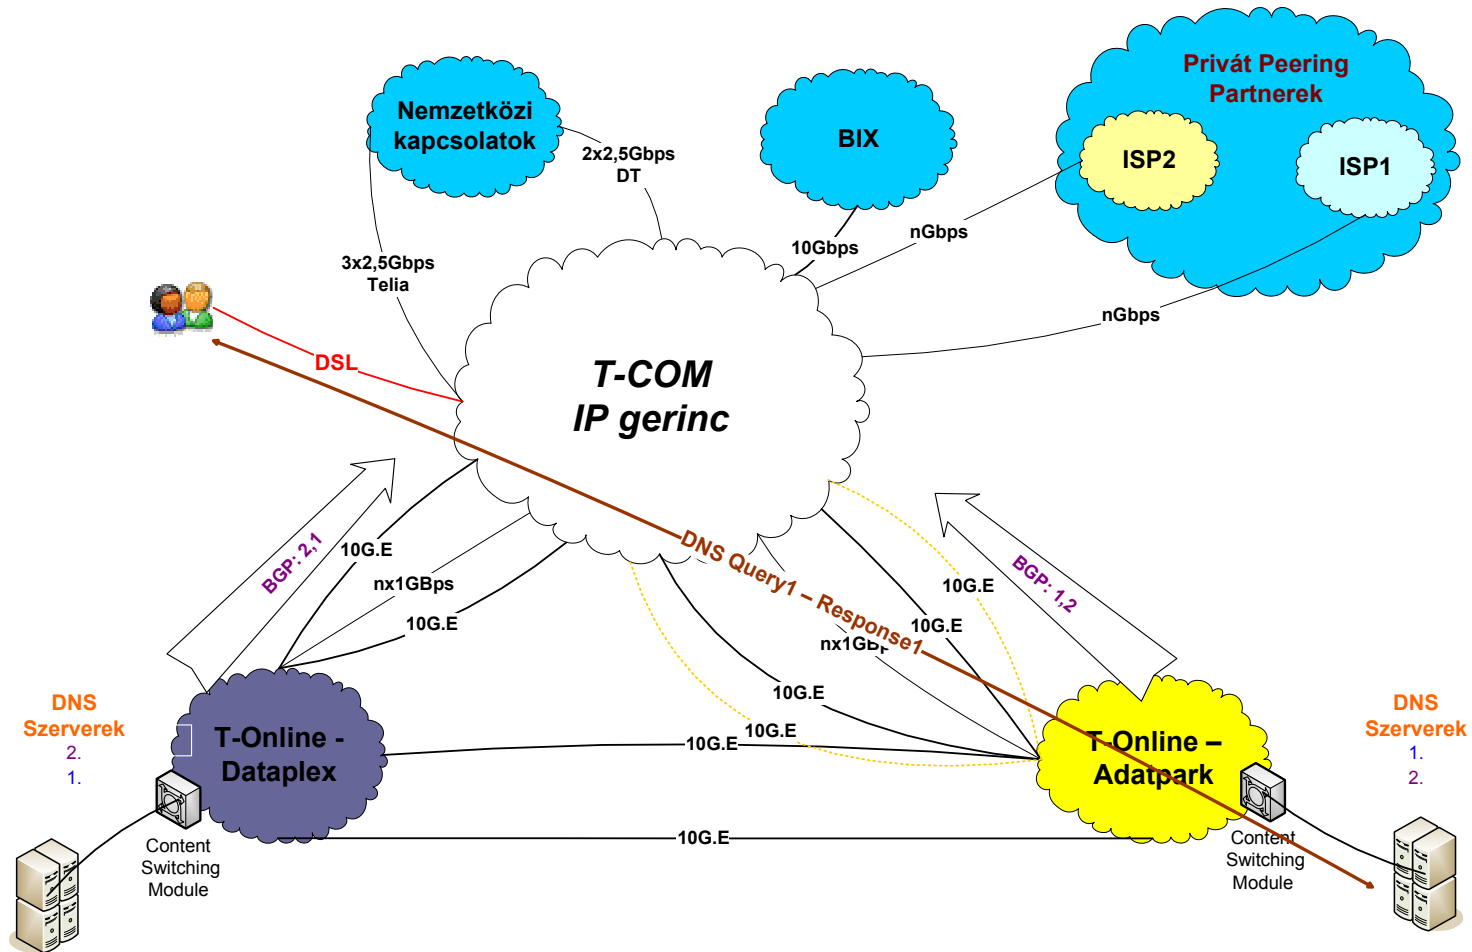 Privát Peering
Partnerek
Nemzetközi
kapcsolatok
BIX
ISP2
ISP1
2x2,5Gbps
DT
nGbps
10Gbps
3x2,5Gbps
Telia
nGbps
DSL
T-COM
IP gerinc
BGP: 2,1
10G.E
nx1GBps
10G.E
DNS Query1 – Response1
10G.E
BGP: 1,2
10G.E
nx1GBp
10G.E
10G.E
10G.E
DNS
Szerverek
2.
1.
T-Online -
Dataplex
T-Online –
Adatpark
DNS
Szerverek
1.
2.
Content
Switching
Module
10G.E
Content
Switching
Module